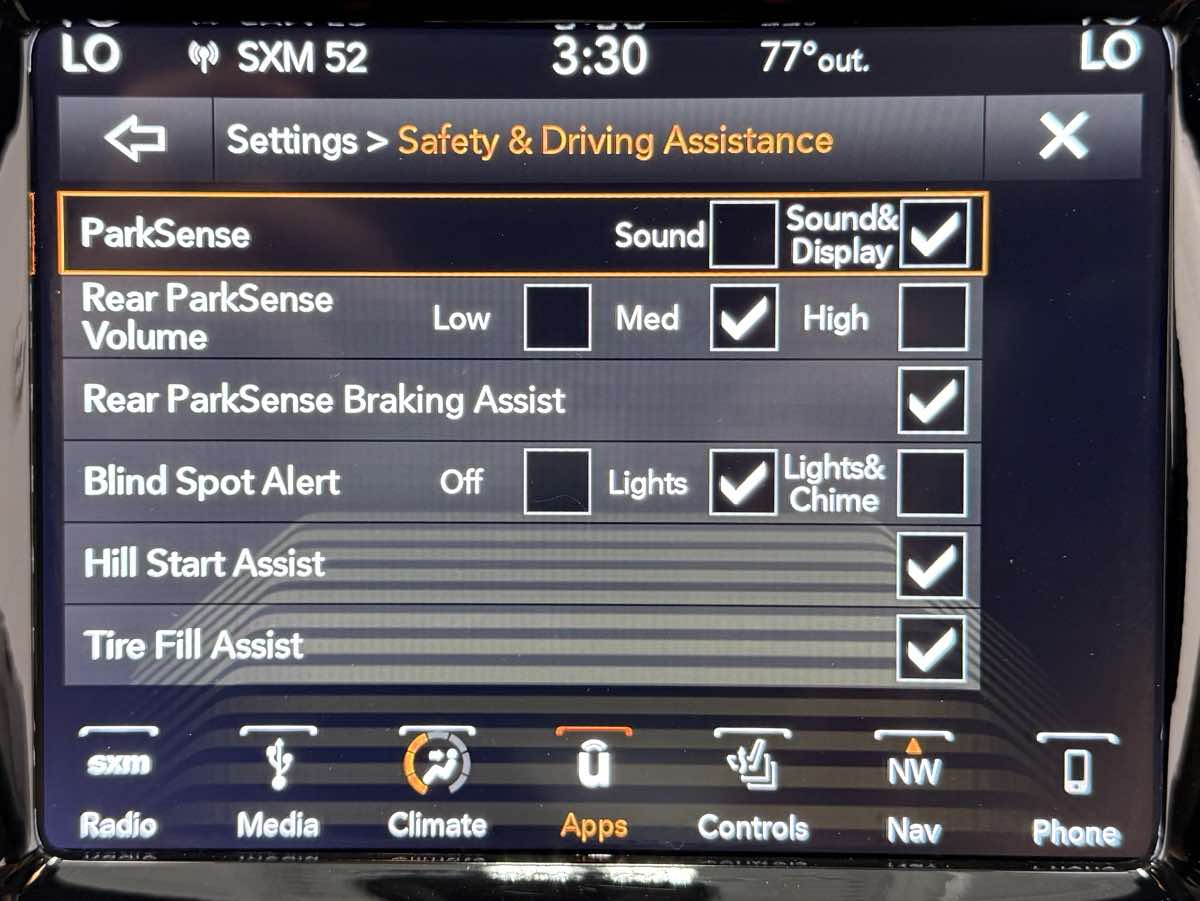 LO SXM 52 3:30 77° out. LO
Settings > Safety & Driving Assistance
ParkSense Sound Sound& Display
Rear ParkSense Volume Low Med High
Rear ParkSense Braking Assist
Blind Spot Alert Off Lights Lights& Chime
Hill Start Assist
Tire Fill Assist
sxm u NW
Radio Media Climate Apps Controls Nav Phone